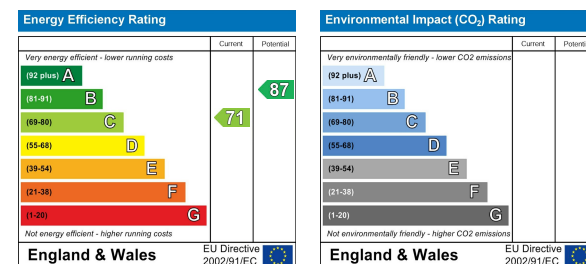 Energy Efficiency Rating
Current Potential
Very energy efficient - lower running costs
(92 plus) A
(81-91) B
(69-80) C
(55-68) D
(39-54) E
(21-38) F
(1-20) G
71
87
Not energy efficient - higher running costs
England & Wales
EU Directive
2002/91/EC
Environmental Impact (CO₂) Rating
Current Potential
Very environmentally friendly - lower CO2 emissions
(92 plus) A
(81-91) B
(69-80) C
(55-68) D
(39-54) E
(21-38) F
(1-20) G
Not environmentally friendly - higher CO2 emissions
England & Wales
EU Directive
2002/91/EC